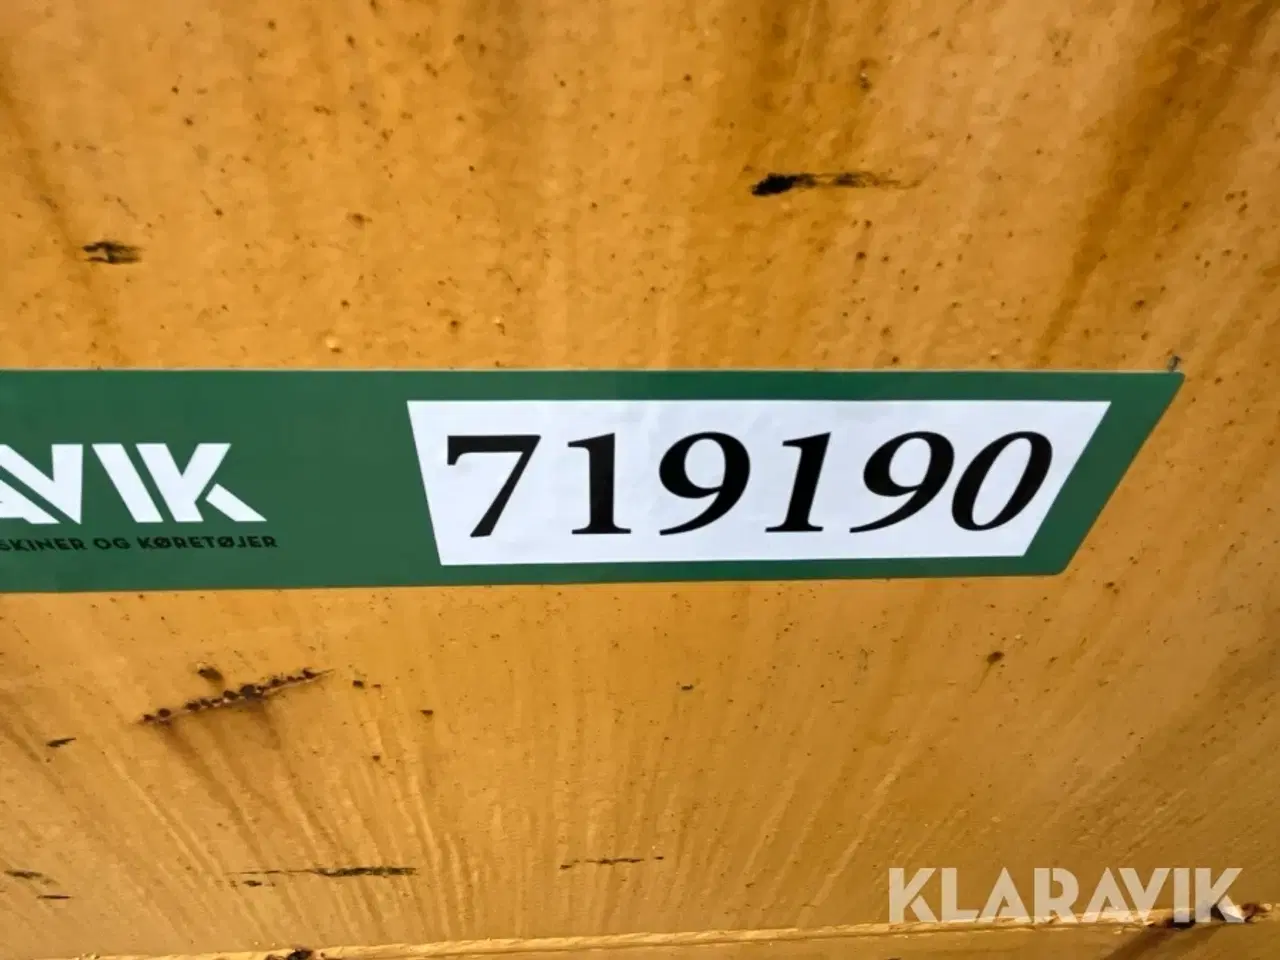 AVIK
SKINER OG KØRETØJER
719190
KLARAVIK